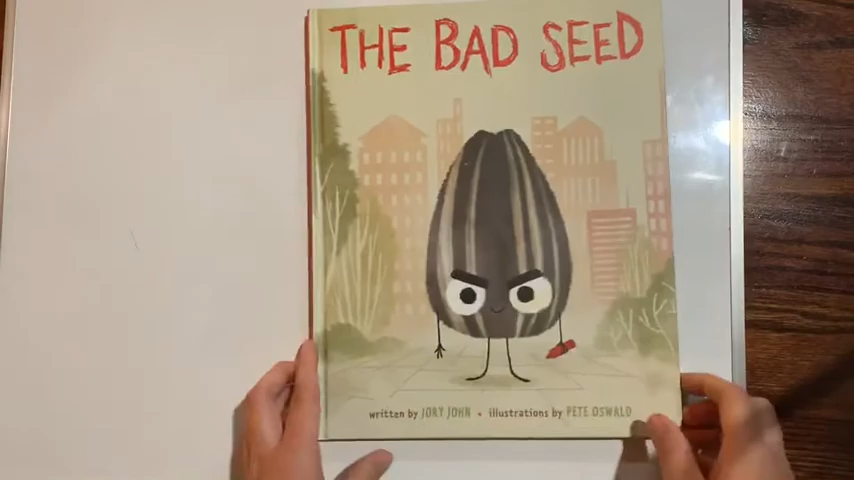 THE BAD SEED
written by JORY JOHN • illustrations by PETE OSWALD